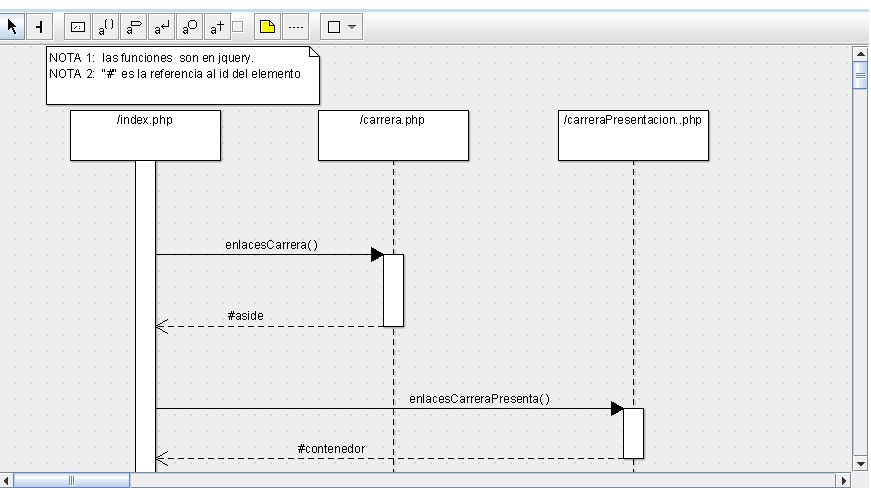 a⁽⁾
a
a
a
a
NOTA 1: las funciones son en jquery.
NOTA 2: "#" es la referencia al id del elemento
/index.php
/carrera.php
/carreraPresentacion..php
enlacesCarrera()
#aside
enlacesCarreraPresenta()
#contenedor